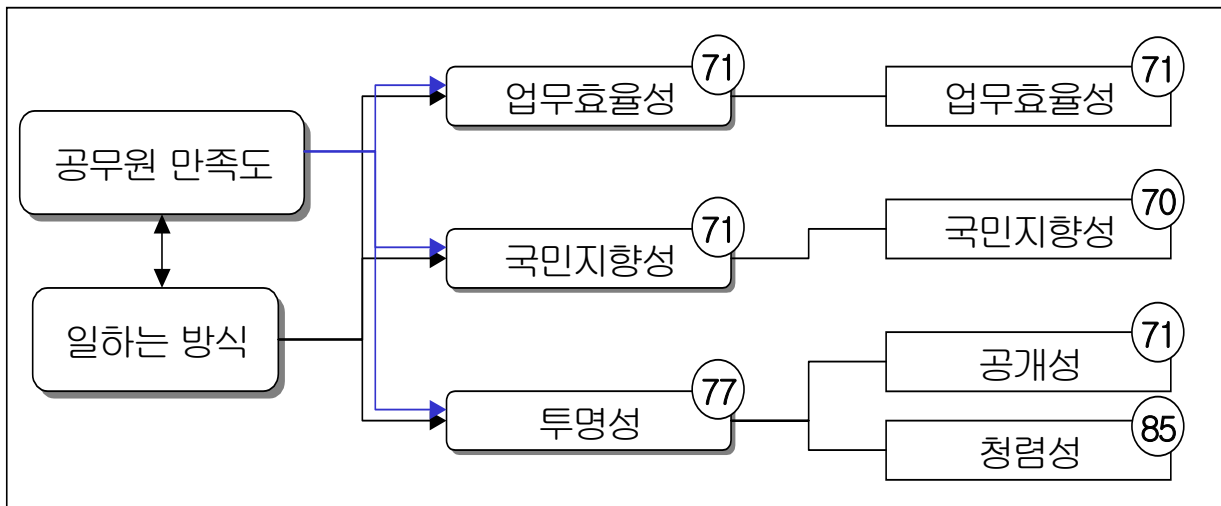 공무원 만족도
일하는 방식
71
업무효율성
71
국민지향성
77
투명성
71
업무효율성
70
국민지향성
71
공개성
85
청렴성